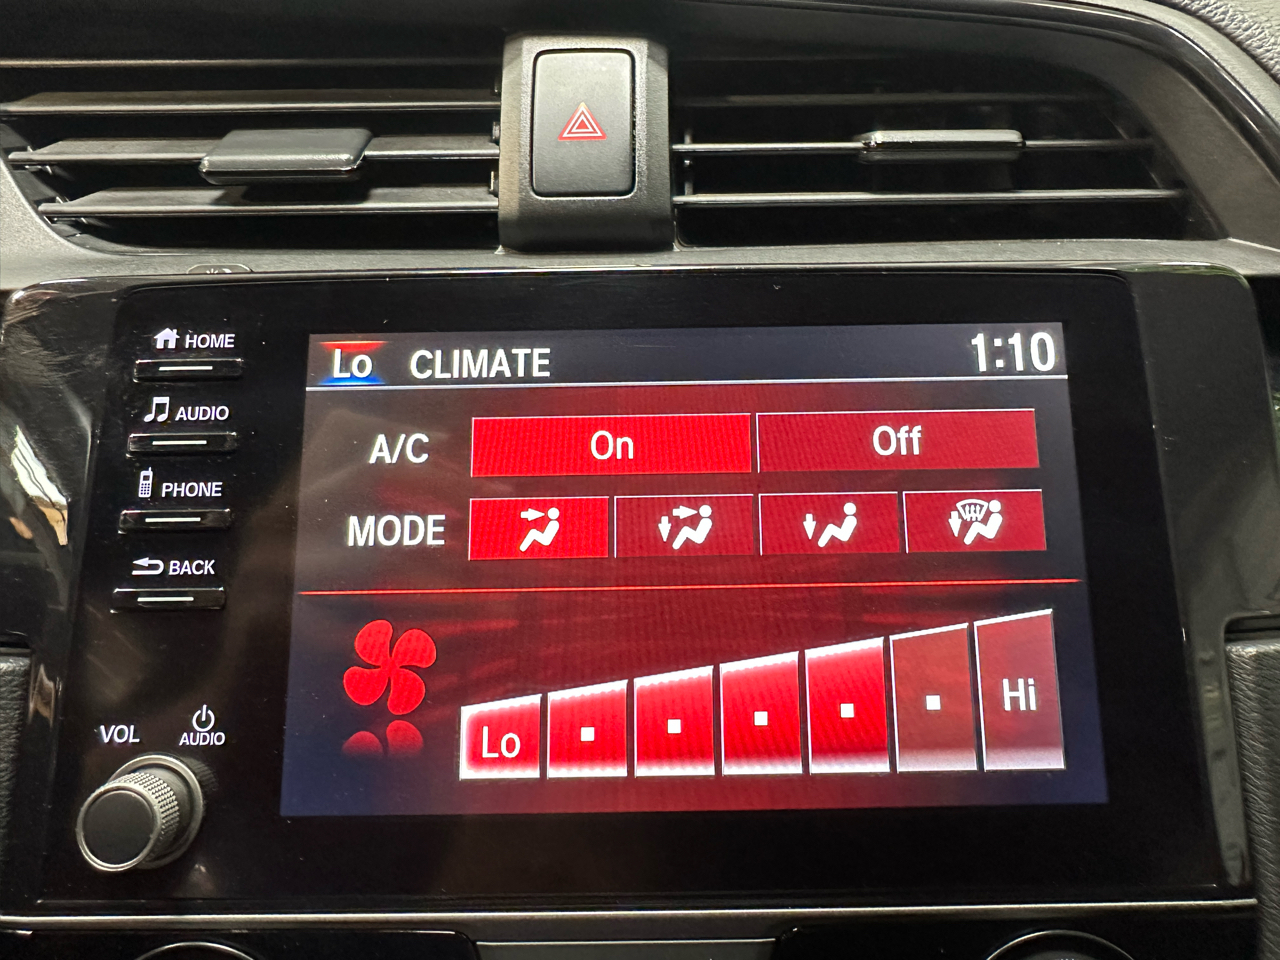 HOME
AUDIO
PHONE
BACK
VOL
AUDIO
Lo CLIMATE 1:10
A/C On Off
MODE
Lo Hi